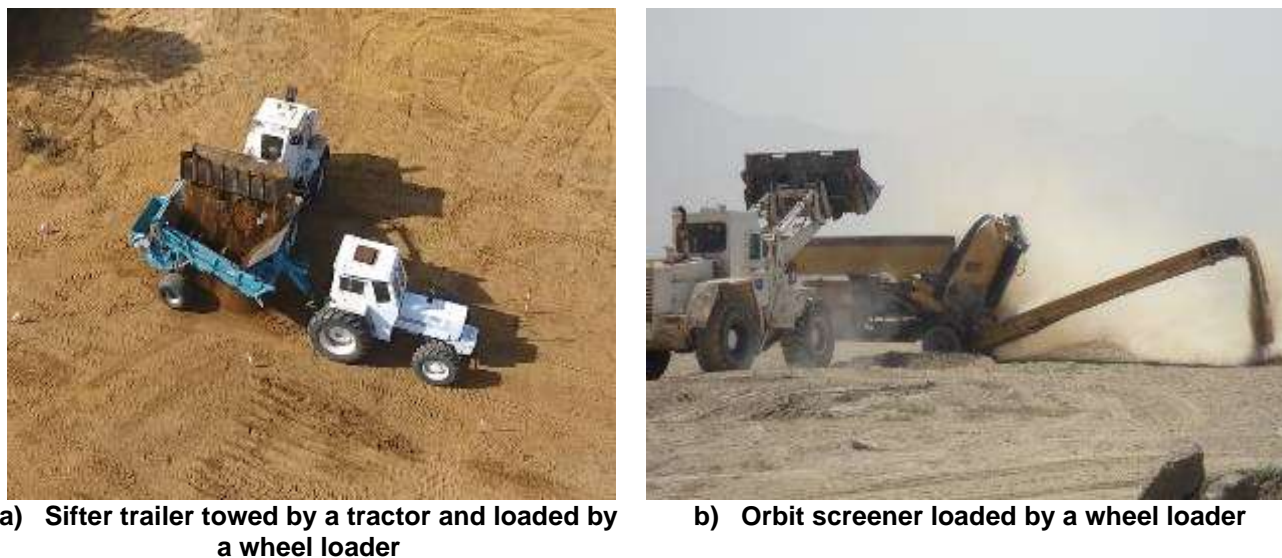 a) Sifter trailer towed by a tractor and loaded by
a wheel loader
b) Orbit screener loaded by a wheel loader